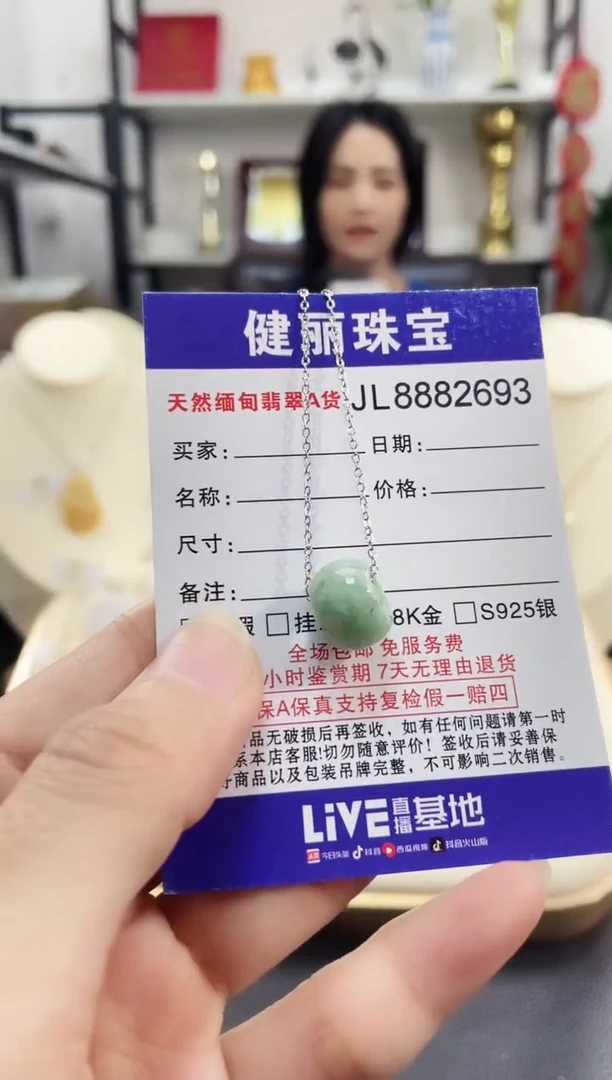 健丽珠宝
天然缅甸翡翠A货 JL8882693
买家: 日期:
名称: 价格:
尺寸:
备注:
挂 8K金 S925银
全场包邮 免服务费
小时鉴赏期 7天无理由退货
保A保真支持复检假一赔四
品无破损后再签收，如有任何问题请第一时
系本店客服!切勿随意评价！签收后请妥善保
好商品以及包装吊牌完整，不可影响二次销售。
LiVE直播基地
今日头条 抖音 西瓜视频 抖音火山版